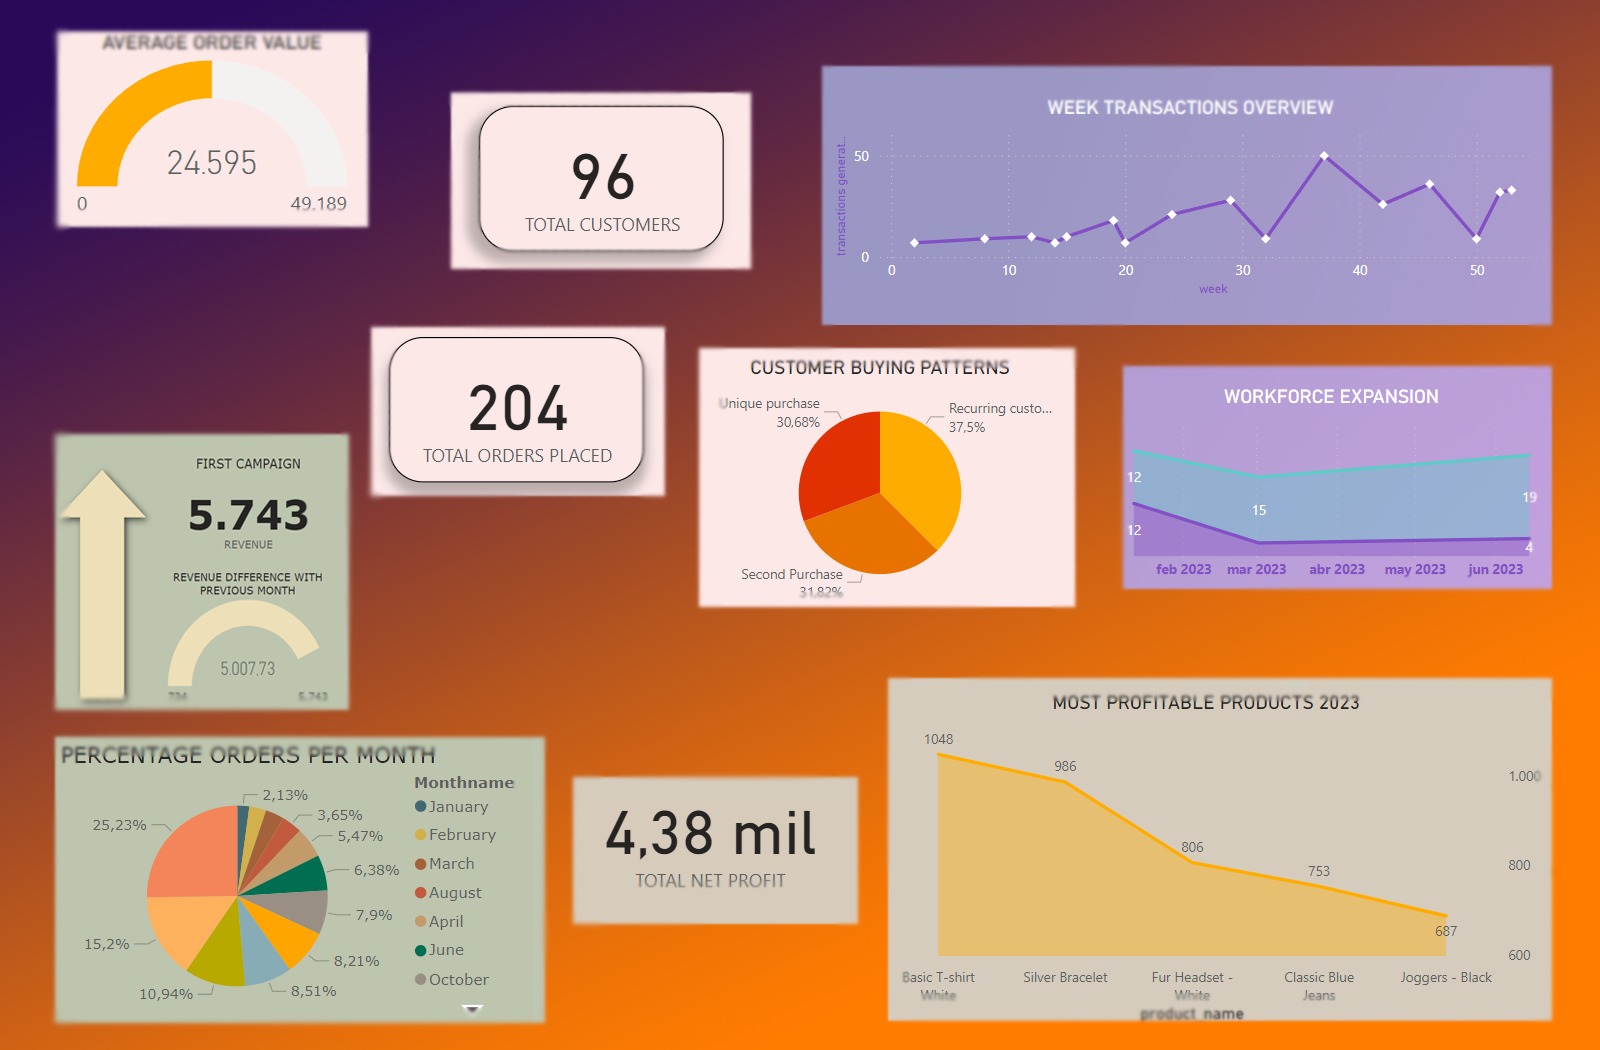 AVERAGE ORDER VALUE
24.595
0
49.189
96
TOTAL CUSTOMERS
WEEK TRANSACTIONS OVERVIEW
transactions generat...
50
0
0 10 20 30 40 50
week
204
TOTAL ORDERS PLACED
CUSTOMER BUYING PATTERNS
Unique purchase
30,68%
Recurring custo...
37,5%
Second Purchase
31,82%
WORKFORCE EXPANSION
12
12
15
19
4
feb 2023 mar 2023 abr 2023 may 2023 jun 2023
FIRST CAMPAIGN
5.743
REVENUE
REVENUE DIFFERENCE WITH
PREVIOUS MONTH
5.007,73
734
5.743
PERCENTAGE ORDERS PER MONTH
2,13%
3,65%
5,47%
6,38%
7,9%
8,21%
8,51%
10,94%
15,2%
25,23%
Monthname
January
February
March
August
April
June
October
4,38 mil
TOTAL NET PROFIT
MOST PROFITABLE PRODUCTS 2023
1048
986
806
753
687
1.000
800
600
Basic T-shirt
White
Silver Bracelet
Fur Headset -
White
Classic Blue
Jeans
Joggers - Black
product_name